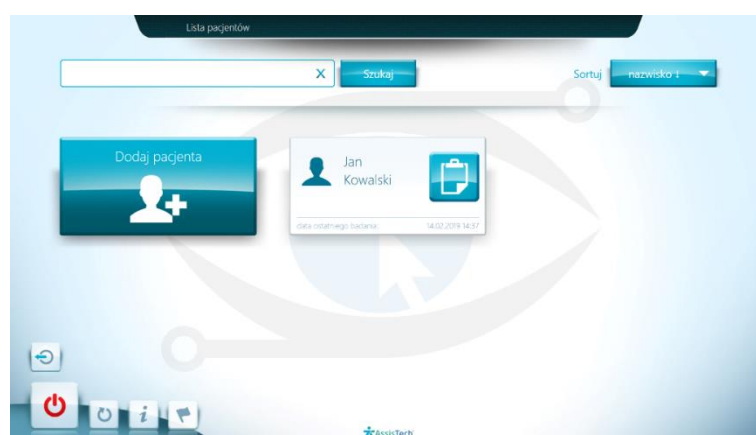 Lista pacjentów
X Szukaj Sortuj nazwisko ↓
Dodaj pacjenta
Jan
Kowalski
data ostatniego badania: 14.02.2019 14:37
i
AssisTech